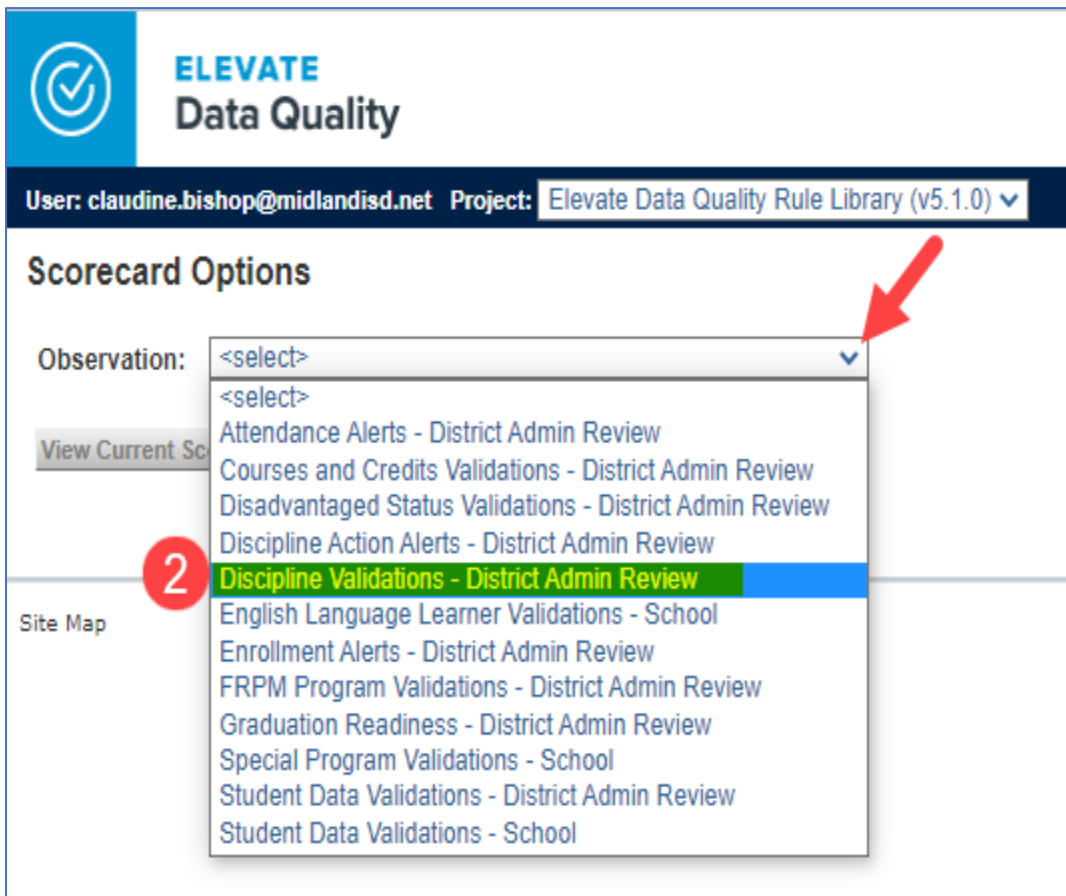 ELEVATE
Data Quality
User: claudine.bishop@midlandisd.net Project: Elevate Data Quality Rule Library (v5.1.0)
Scorecard Options
Observation: <select>
<select>
Attendance Alerts - District Admin Review
View Current
Courses and Credits Validations - District Admin Review
Disadvantaged Status Validations - District Admin Review
Discipline Action Alerts - District Admin Review
2 Discipline Validations - District Admin Review
Site Map
English Language Learner Validations - School
Enrollment Alerts - District Admin Review
FRPM Program Validations - District Admin Review
Graduation Readiness - District Admin Review
Special Program Validations - School
Student Data Validations - District Admin Review
Student Data Validations - School